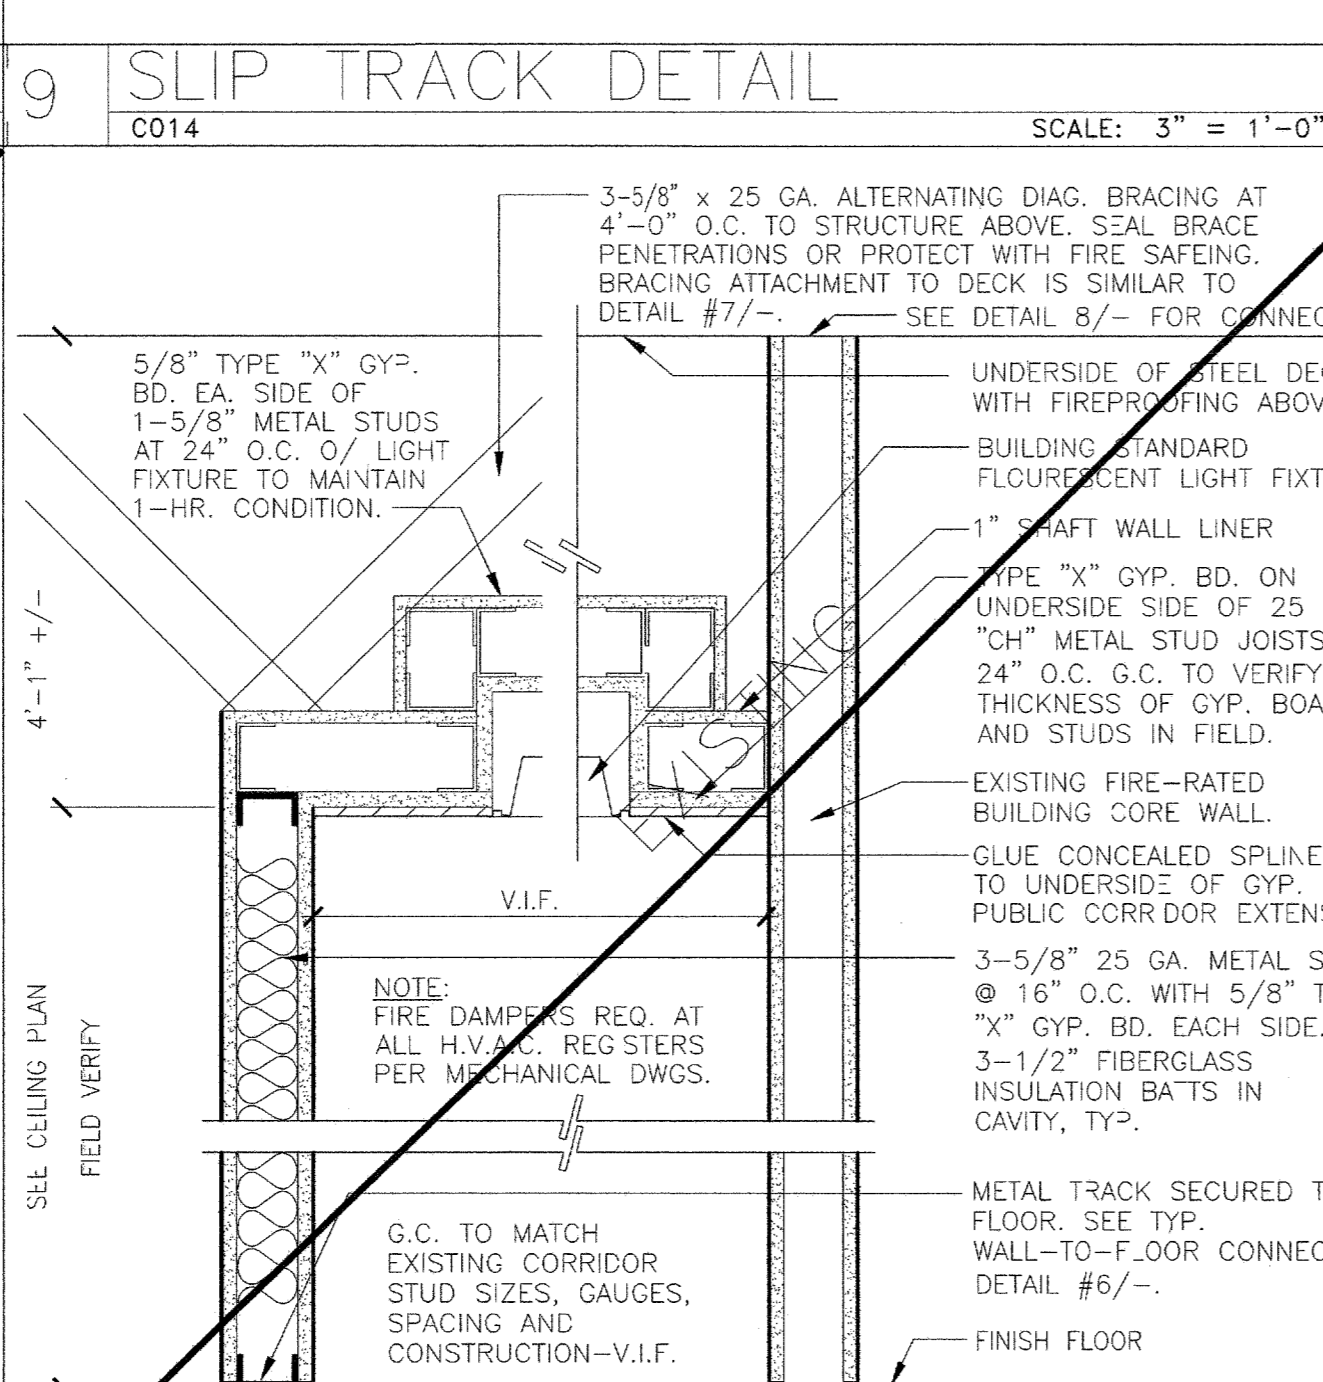 9
SLIP TRACK DETAIL
C014
SCALE: 3" = 1'-0"
3-5/8" x 25 GA. ALTERNATING DIAG. BRACING AT
4'-0" O.C. TO STRUCTURE ABOVE. SEAL BRACE
PENETRATIONS OR PROTECT WITH FIRE SAFEING.
BRACING ATTACHMENT TO DECK IS SIMILAR TO
DETAIL #7/-.
SEE DETAIL 8/- FOR CONNEC
5/8" TYPE "X" GYP.
BD. EA. SIDE OF
1-5/8" METAL STUDS
AT 24" O.C. O/ LIGHT
FIXTURE TO MAINTAIN
1-HR. CONDITION.
UNDERSIDE OF STEEL DE
WITH FIREPROOFING ABOV
BUILDING STANDARD
FLOURESCENT LIGHT FIXT
1" SHAFT WALL LINER
TYPE "X" GYP. BD. ON
UNDERSIDE SIDE OF 25
"CH" METAL STUD JOISTS
24" O.C. G.C. TO VERIFY
THICKNESS OF GYP. BOA
AND STUDS IN FIELD.
EXISTING
4'-1" +/-
EXISTING FIRE-RATED
BUILDING CORE WALL.
GLUE CONCEALED SPLINE
TO UNDERSIDE OF GYP.
PUBLIC CORRIDOR EXTENS
V.I.F.
3-5/8" 25 GA. METAL S
@ 16" O.C. WITH 5/8" T
"X" GYP. BD. EACH SIDE.
3-1/2" FIBERGLASS
INSULATION BATTS IN
CAVITY, TYP.
NOTE:
FIRE DAMPERS REQ. AT
ALL H.V.A.C. REGISTERS
PER MECHANICAL DWGS.
SEE CEILING PLAN
FIELD VERIFY
METAL TRACK SECURED T
FLOOR. SEE TYP.
WALL-TO-FLOOR CONNEC
DETAIL #6/-.
G.C. TO MATCH
EXISTING CORRIDOR
STUD SIZES, GAUGES,
SPACING AND
CONSTRUCTION-V.I.F.
FINISH FLOOR